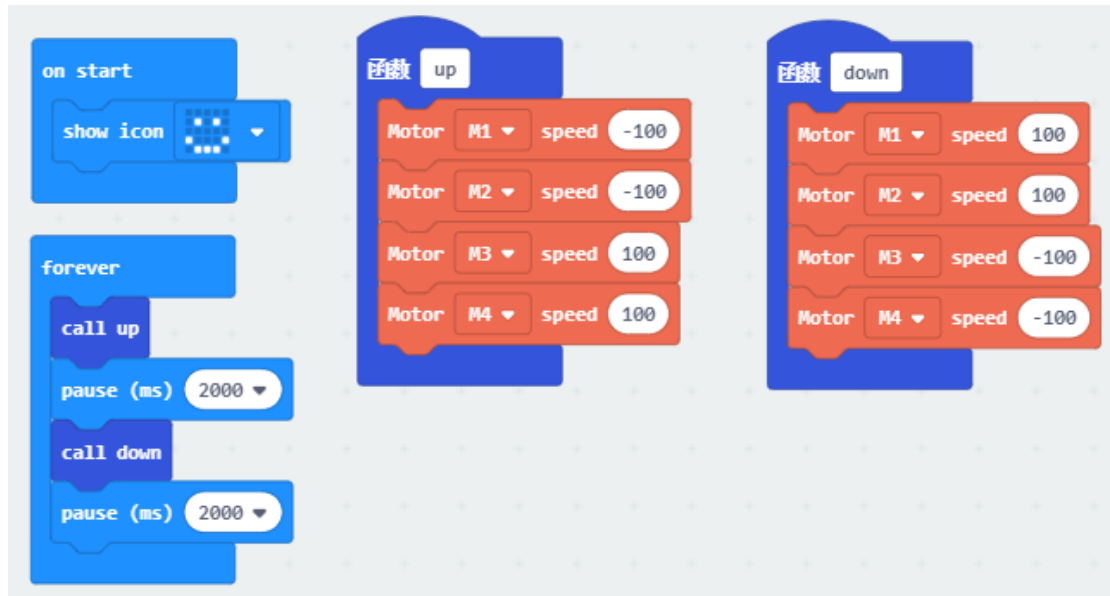 on start
show icon
forever
call up
pause (ms) 2000
call down
pause (ms) 2000
函数 up
Motor M1 speed -100
Motor M2 speed -100
Motor M3 speed 100
Motor M4 speed 100
函数 down
Motor M1 speed 100
Motor M2 speed 100
Motor M3 speed -100
Motor M4 speed -100